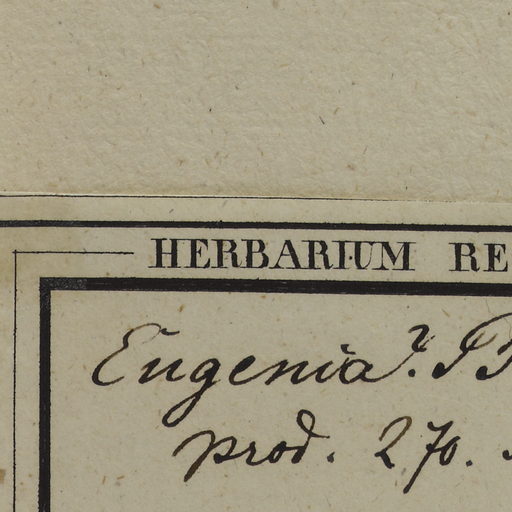 HERBARIUM RE
Eugenia?
prod. 270.